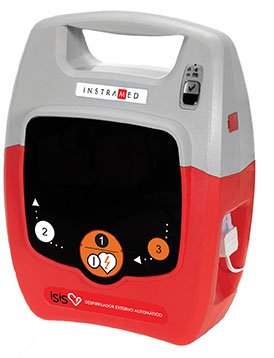 INSTRAMED
1
2
3
isis
DESFIBRILADOR EXTERNO AUTOMÁTICO